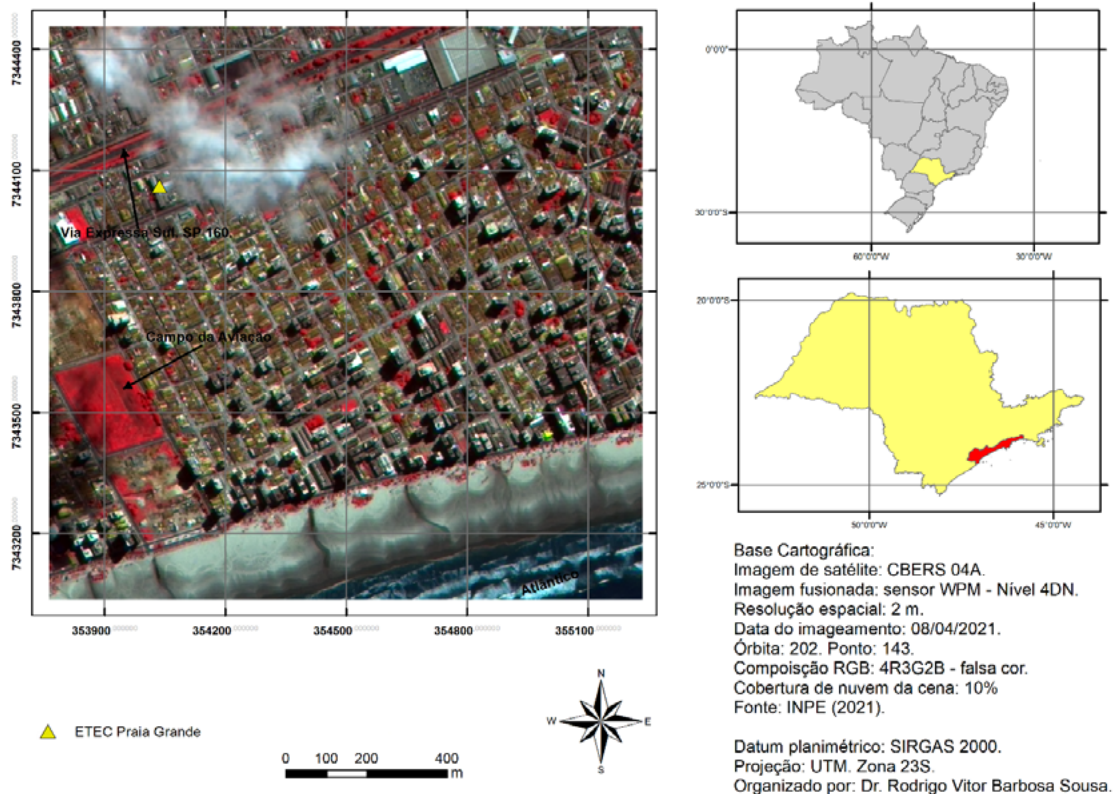 7344400
7344100
7343800
7343500
7343200
353900
354200
354500
354800
355100
Via Expressa Sul. SP 160
Campo da Aviação
Atlântico
ETEC Praia Grande
0 100 200 400
m
N
W E
S
0°0'0"
30°0'0"S
60°0'0"W 30°0'0"W
20°0'0"S
25°0'0"S
50°0'0"W 45°0'0"W
Base Cartográfica:
Imagem de satélite: CBERS 04A.
Imagem fusionada: sensor WPM - Nível 4DN.
Resolução espacial: 2 m.
Data do imageamento: 08/04/2021.
Órbita: 202. Ponto: 143.
Compoisção RGB: 4R3G2B - falsa cor.
Cobertura de nuvem da cena: 10%
Fonte: INPE (2021).
Datum planimétrico: SIRGAS 2000.
Projeção: UTM. Zona 23S.
Organizado por: Dr. Rodrigo Vitor Barbosa Sousa.